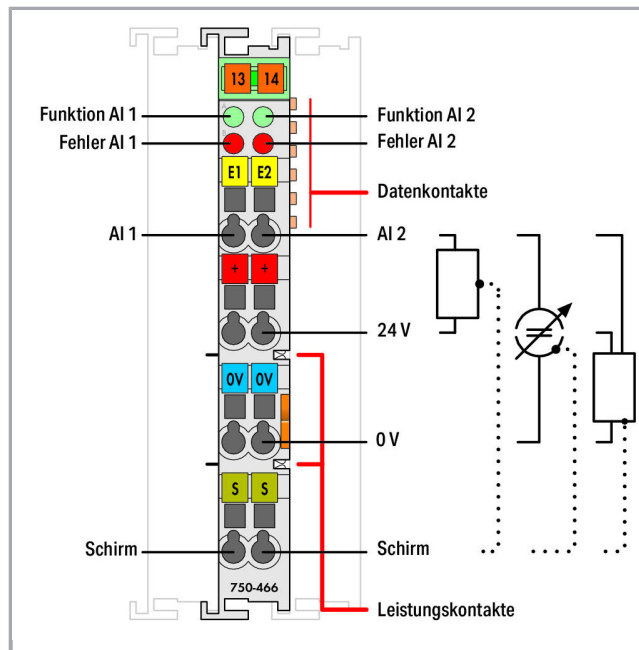 13 14
Funktion AI 1
Funktion AI 2
Fehler AI 1
Fehler AI 2
E1 E2
Datenkontakte
AI 1
AI 2
+ +
24 V
0V 0V
0 V
S S
Schirm
Schirm
750-466
Leistungskontakte